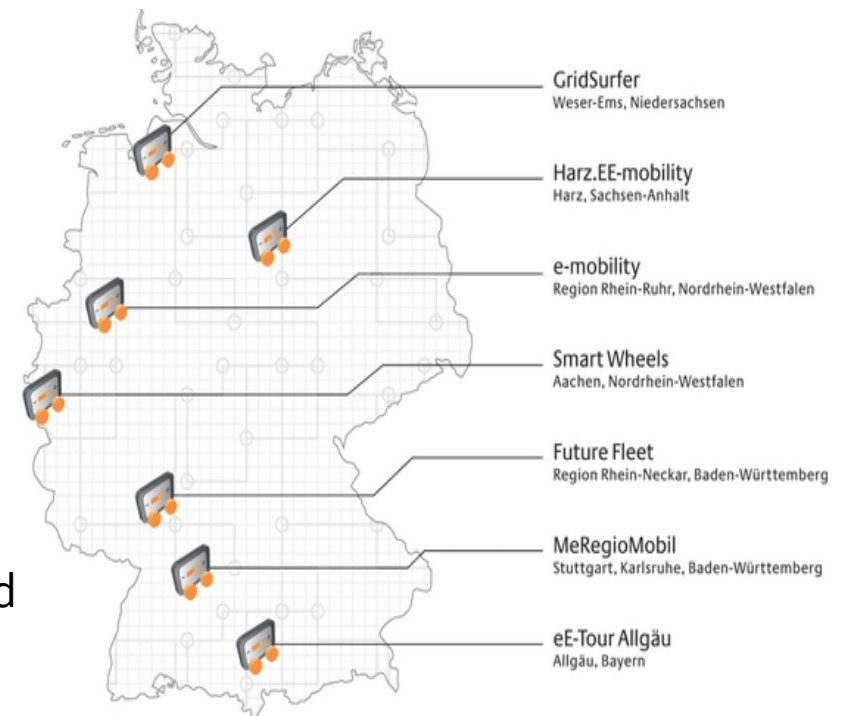 GridSurfer
Weser-Ems, Niedersachsen
Harz.EE-mobility
Harz, Sachsen-Anhalt
e-mobility
Region Rhein-Ruhr, Nordrhein-Westfalen
Smart Wheels
Aachen, Nordrhein-Westfalen
Future Fleet
Region Rhein-Neckar, Baden-Württemberg
MeRegioMobil
Stuttgart, Karlsruhe, Baden-Württemberg
d
eE-Tour Allgäu
Allgäu, Bayern